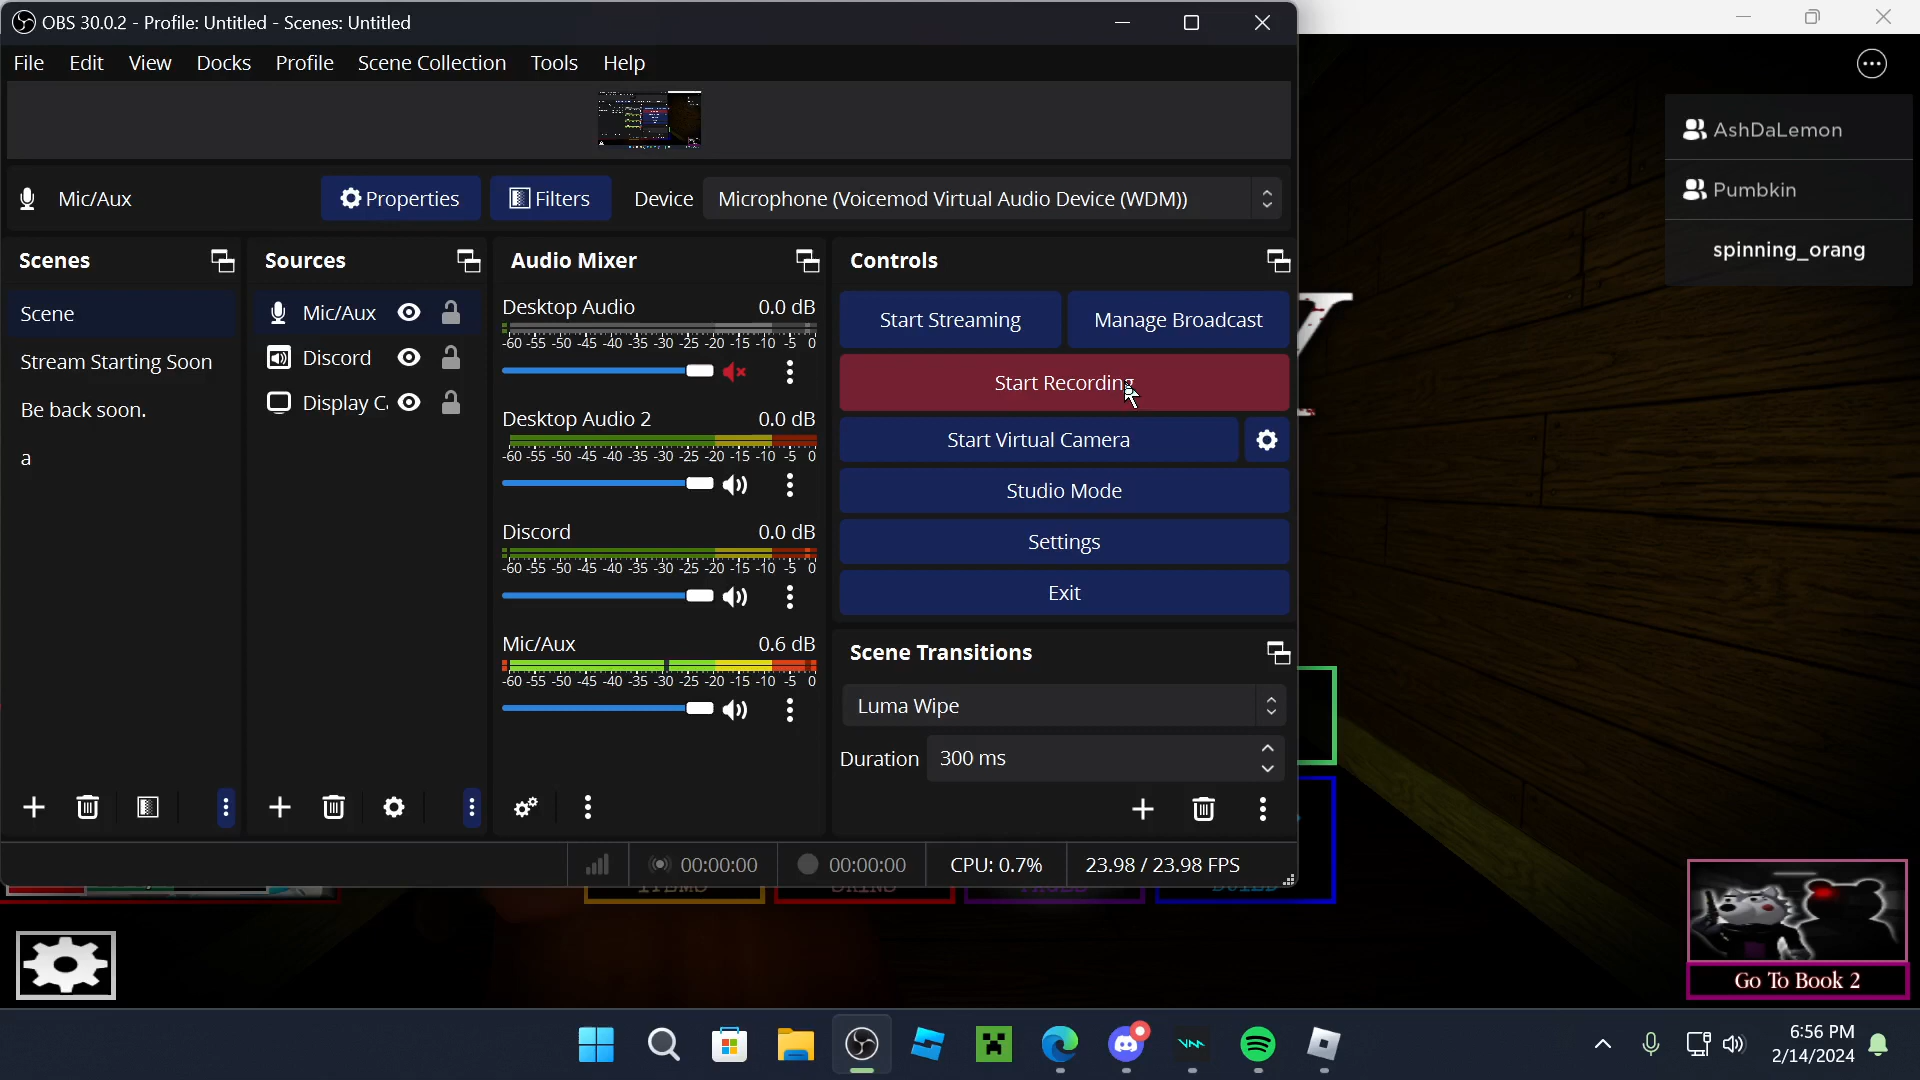 OBS 30.0.2 - Profile: Untitled - Scenes: Untitled
File Edit View Docks Profile Scene Collection Tools Help
Mic/Aux Properties Filters Device Microphone (Voicemod Virtual Audio Device (WDM))
AshDaLemon
Pumbkin
spinning_orang
Scenes
Scene
Stream Starting Soon
Be back soon.
a
Sources
Mic/Aux
Discord
Display C
Audio Mixer
Desktop Audio 0.0 dB
-60 -55 -50 -45 -40 -35 -30 -25 -20 -15 -10 -5 0
Desktop Audio 2 0.0 dB
-60 -55 -50 -45 -40 -35 -30 -25 -20 -15 -10 -5 0
Discord 0.0 dB
-60 -55 -50 -45 -40 -35 -30 -25 -20 -15 -10 -5 0
Mic/Aux 0.6 dB
-60 -55 -50 -45 -40 -35 -30 -25 -20 -15 -10 -5 0
Controls
Start Streaming Manage Broadcast
Start Recording
Start Virtual Camera
Studio Mode
Settings
Exit
Scene Transitions
Luma Wipe
Duration 300 ms
00:00:00 00:00:00 CPU: 0.7% 23.98 / 23.98 FPS
Y
ITEMS SKINS BUILD
Go To Book 2
6:56 PM
2/14/2024